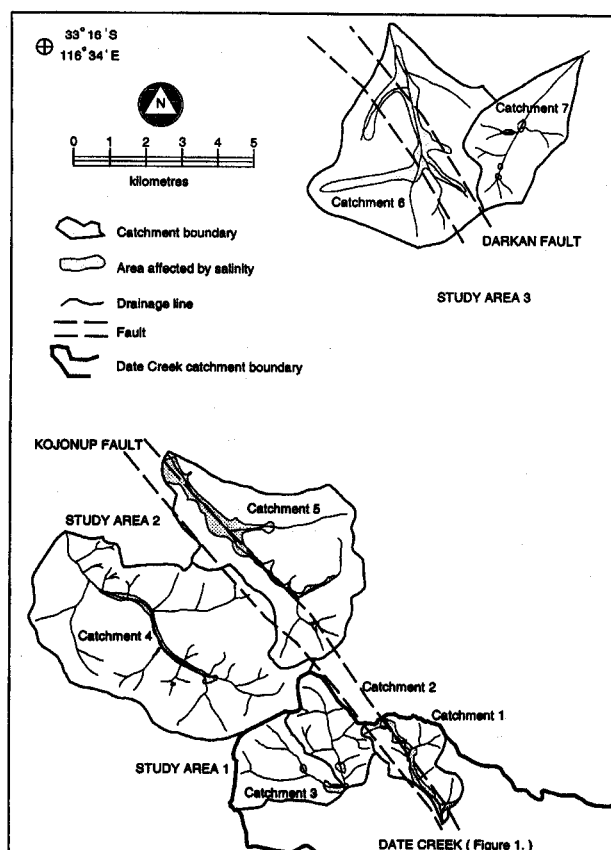 33°16'S
116°34'E
N
0 1 2 3 4 5
kilometres
Catchment boundary
Area affected by salinity
Drainage line
Fault
Date Creek catchment boundary
Catchment 7
Catchment 6
DARKAN FAULT
STUDY AREA 3
KOJONUP FAULT
STUDY AREA 2
Catchment 5
Catchment 4
Catchment 2
Catchment 1
STUDY AREA 1
Catchment 3
DATE CREEK ( Figure 1. )